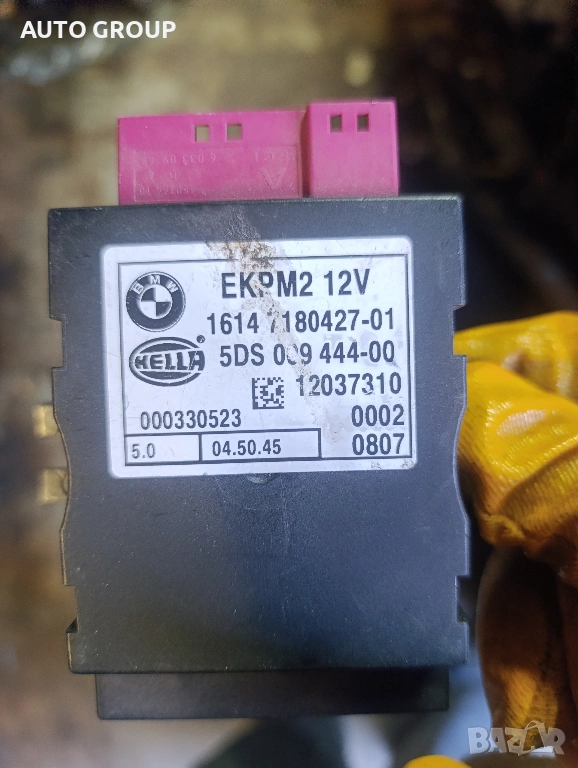 AUTO GROUP
BMW
EKPM2 12V
1614 7180427-01
HELLA
5DS 009 444-00
12037310
000330523
0002
5.0
04.50.45
0807
BAZAR